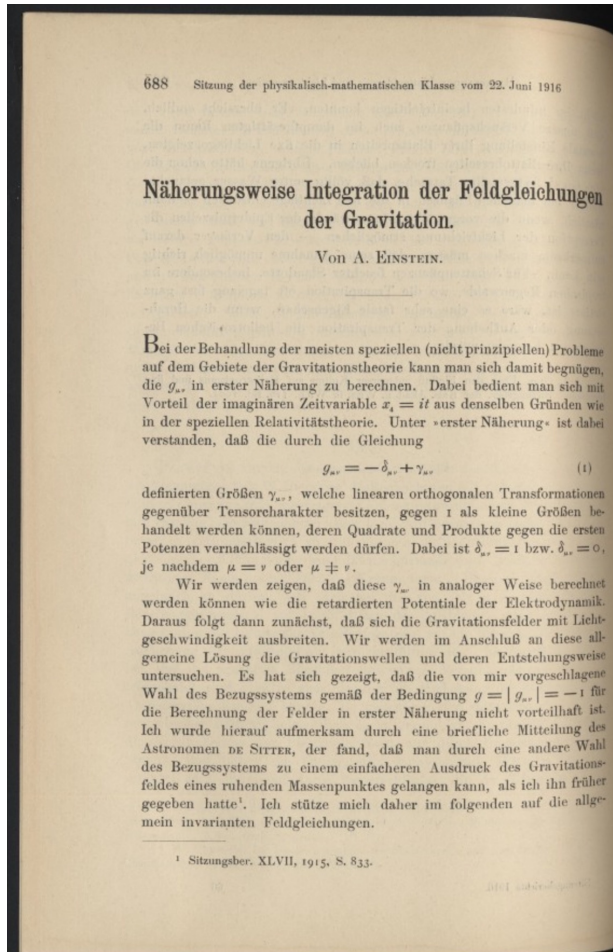 688 Sitzung der physikalisch-mathematischen Klasse vom 22. Juni 1916
Näherungsweise Integration der Feldgleichungen
der Gravitation.
Von A. Einstein.
Bei der Behandlung der meisten speziellen (nicht prinzipiellen) Probleme
auf dem Gebiete der Gravitationstheorie kann man sich damit begnügen,
die gμν in erster Näherung zu berechnen. Dabei bedient man sich mit
Vorteil der imaginären Zeitvariable x₄ = it aus denselben Gründen wie
in der speziellen Relativitätstheorie. Unter »erster Näherung« ist dabei
verstanden, daß die durch die Gleichung
gμν = −δμν + γμν (1)
definierten Größen γμν, welche linearen orthogonalen Transformationen
gegenüber Tensorcharakter besitzen, gegen 1 als kleine Größen be-
handelt werden können, deren Quadrate und Produkte gegen die ersten
Potenzen vernachlässigt werden dürfen. Dabei ist δμν = 1 bzw. δμν = 0,
je nachdem μ = ν oder μ ≠ ν.
Wir werden zeigen, daß diese γμν in analoger Weise berechnet
werden können wie die retardierten Potentiale der Elektrodynamik.
Daraus folgt dann zunächst, daß sich die Gravitationsfelder mit Licht-
geschwindigkeit ausbreiten. Wir werden im Anschluß an diese all-
gemeine Lösung die Gravitationswellen und deren Entstehungsweise
untersuchen. Es hat sich gezeigt, daß die von mir vorgeschlagene
Wahl des Bezugssystems gemäß der Bedingung g = | gμν | = −1 für
die Berechnung der Felder in erster Näherung nicht vorteilhaft ist.
Ich wurde hierauf aufmerksam durch eine briefliche Mitteilung des
Astronomen de Sitter, der fand, daß man durch eine andere Wahl
des Bezugssystems zu einem einfacheren Ausdruck des Gravitations-
feldes eines ruhenden Massenpunktes gelangen kann, als ich ihn früher
gegeben hatte¹. Ich stütze mich daher im folgenden auf die allge-
mein invarianten Feldgleichungen.
¹ Sitzungsber. XLVII, 1915, S. 833.